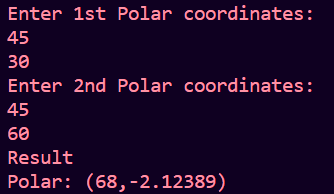 Enter 1st Polar coordinates:
45
30
Enter 2nd Polar coordinates:
45
60
Result
Polar: (68,-2.12389)